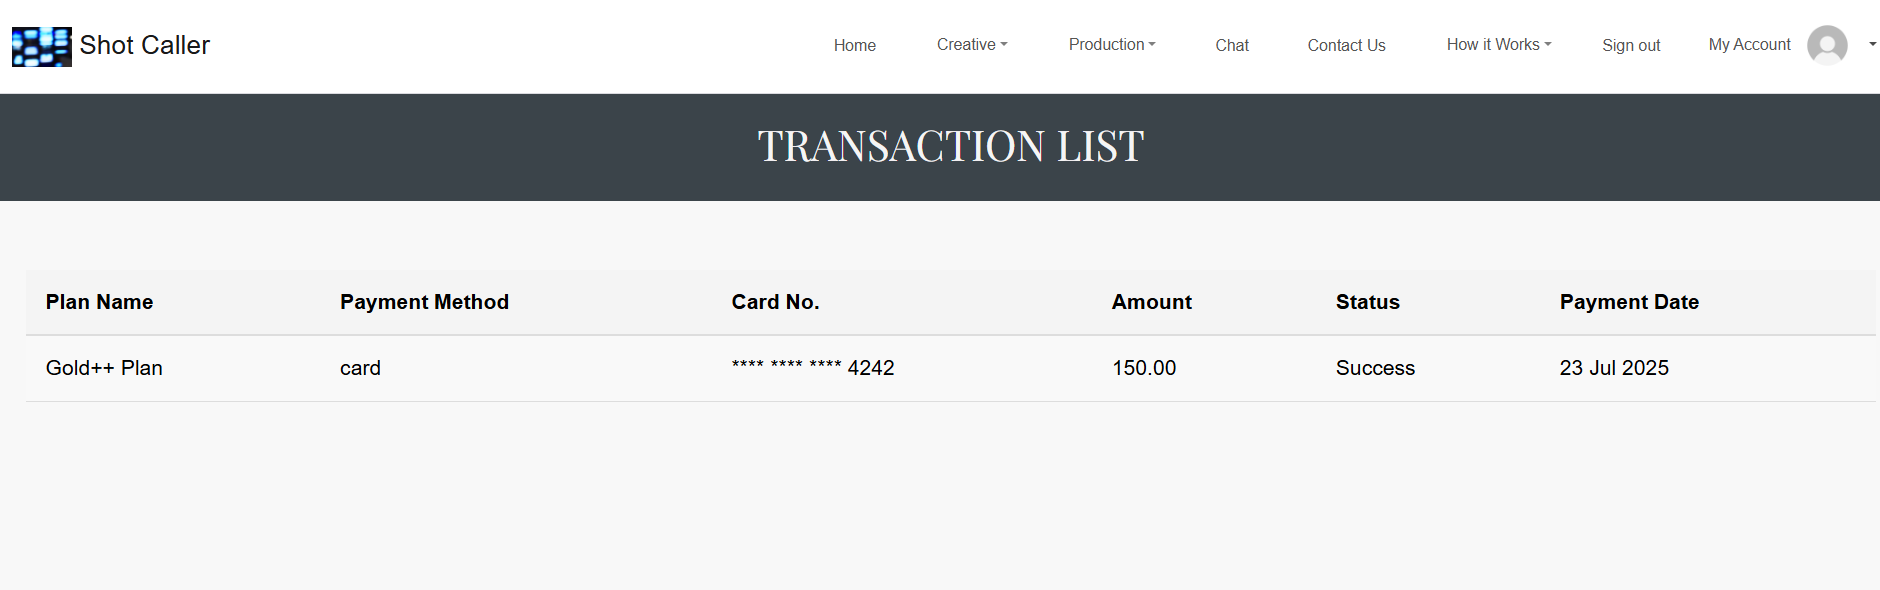 Shot Caller
Home Creative Production Chat Contact Us How it Works Sign out My Account
TRANSACTION LIST
Plan Name Payment Method Card No. Amount Status Payment Date
Gold++ Plan card **** **** **** 4242 150.00 Success 23 Jul 2025